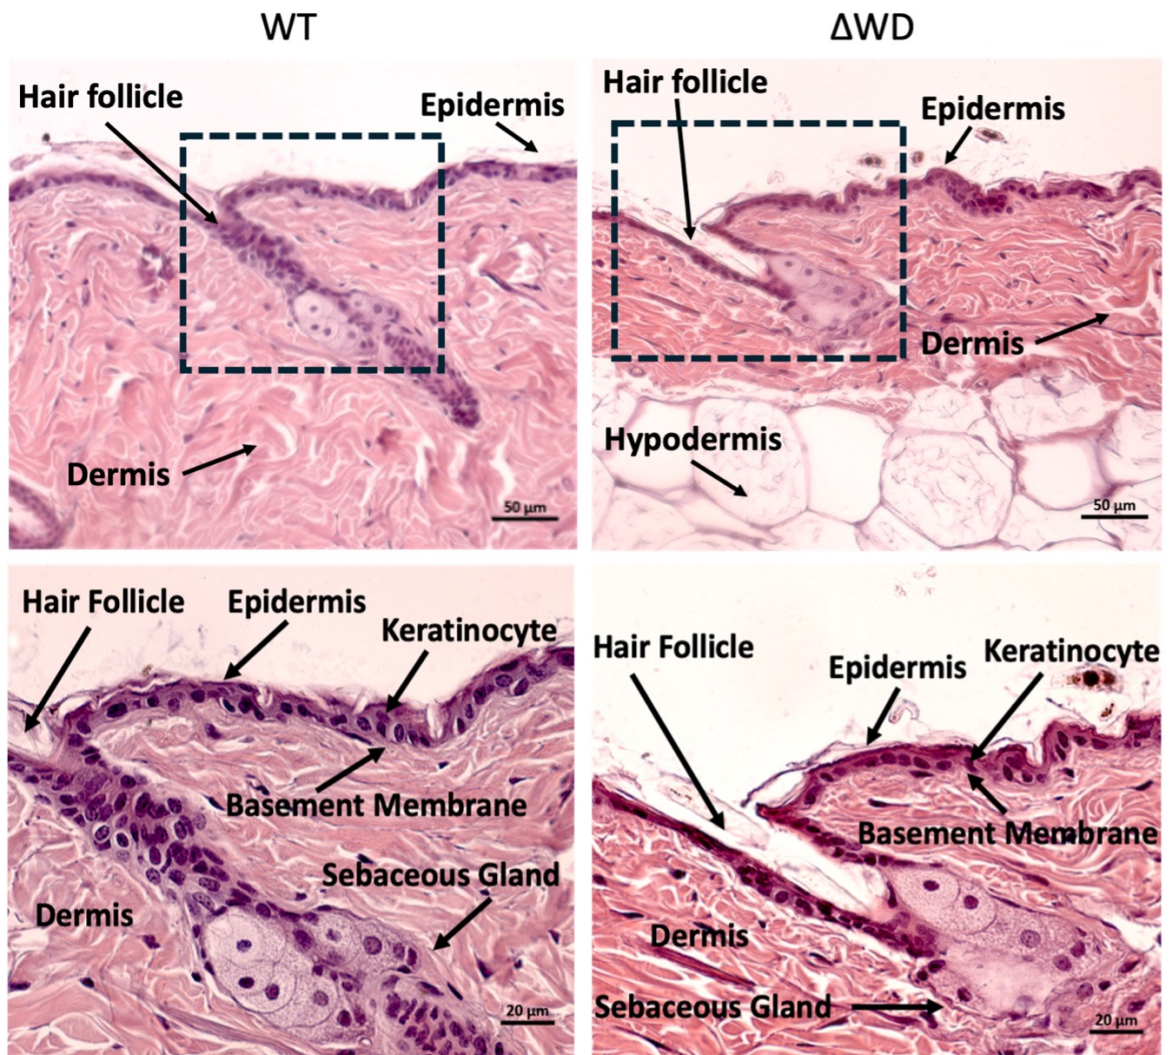 WT
ΔWD
Hair follicle
Epidermis
Dermis
50 μm
Hair follicle
Epidermis
Dermis
Hypodermis
50 μm
Hair Follicle
Epidermis
Keratinocyte
Basement Membrane
Sebaceous Gland
Dermis
20 μm
Hair Follicle
Epidermis
Keratinocyte
Basement Membrane
Dermis
Sebaceous Gland
20 μm